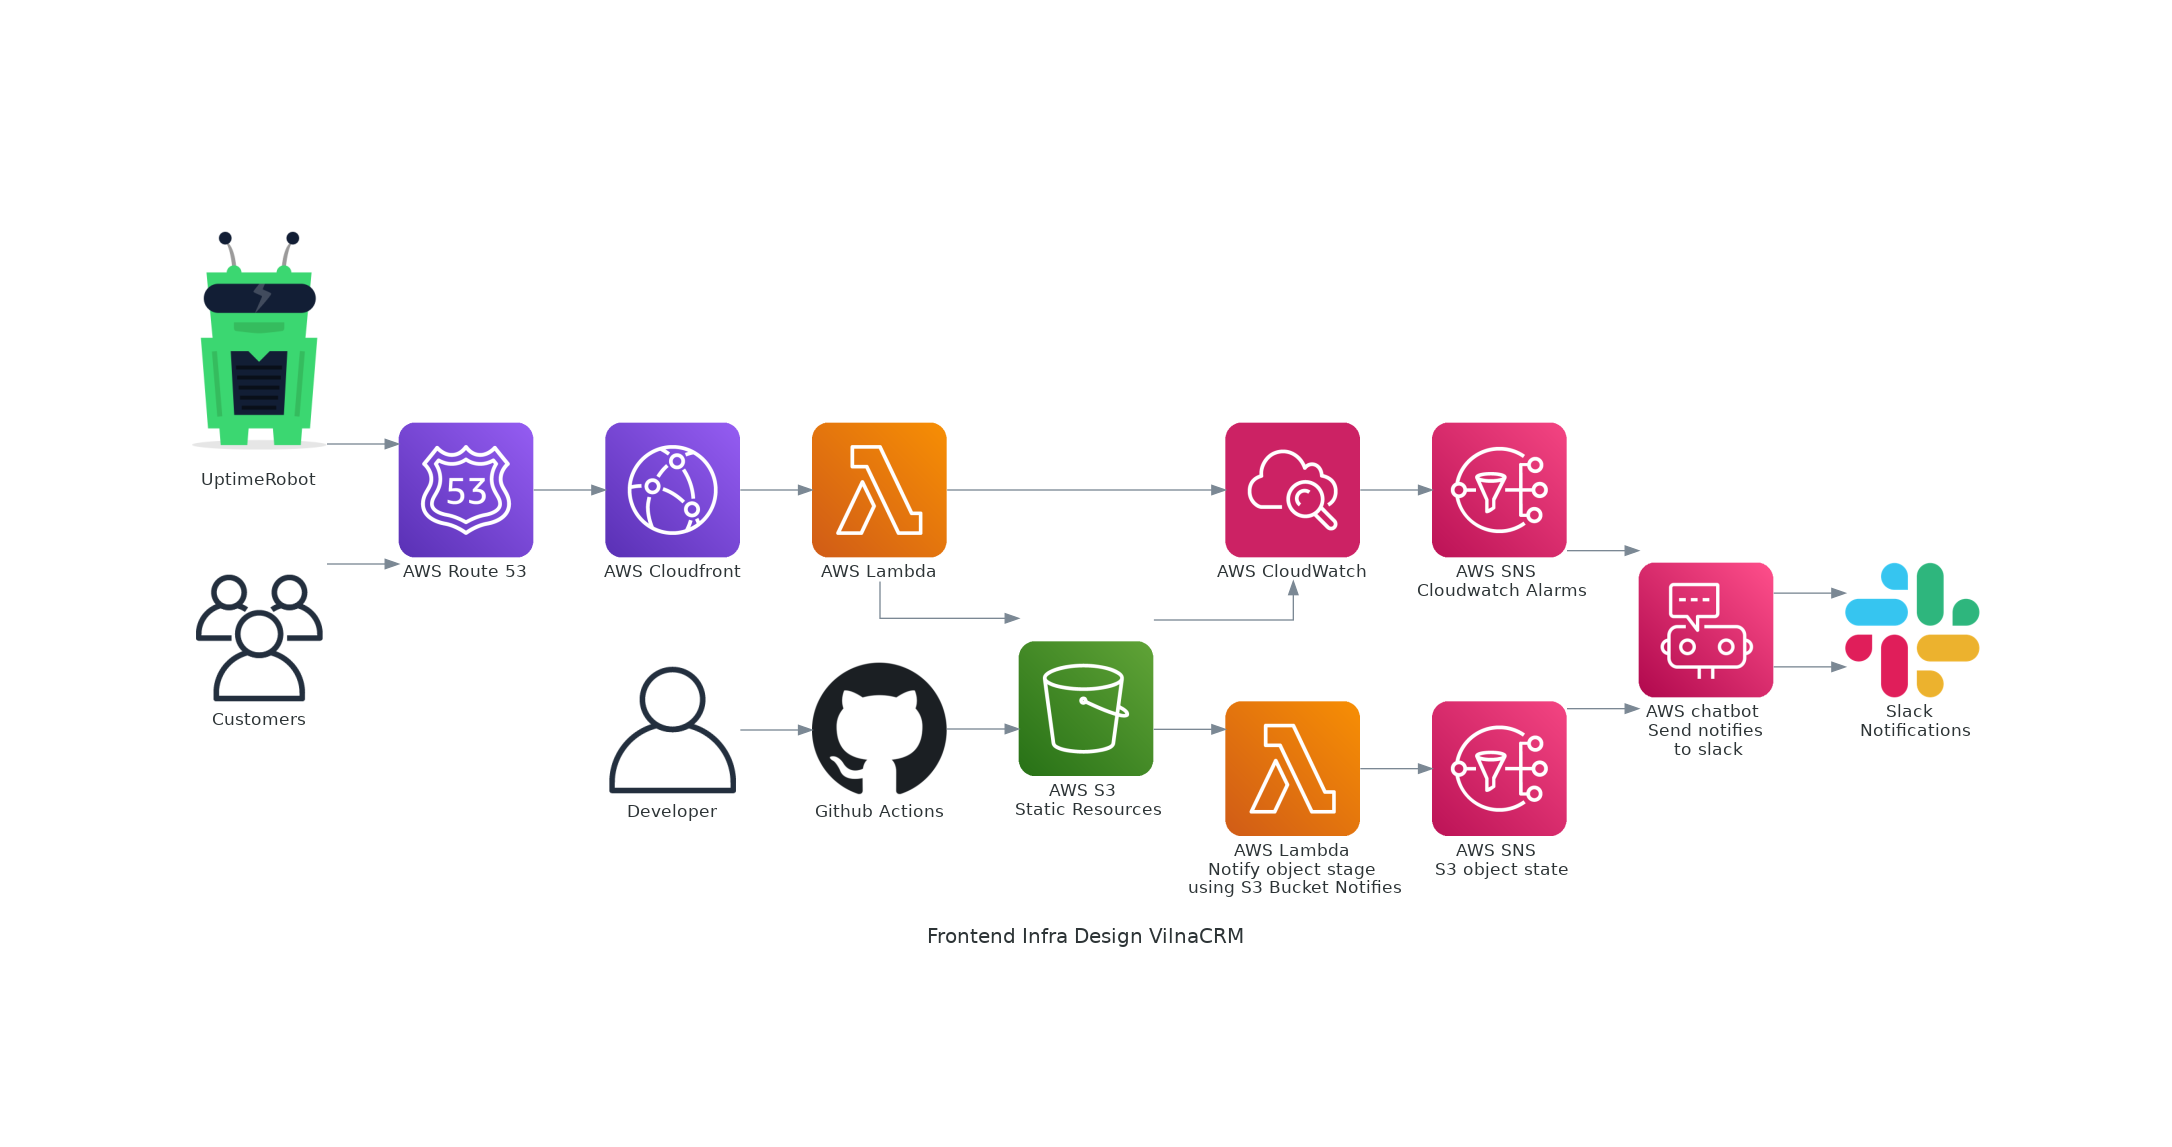 UptimeRobot
Customers
53
AWS Route 53
AWS Cloudfront
AWS Lambda
AWS CloudWatch
AWS SNS
Cloudwatch Alarms
Developer
Github Actions
AWS S3
Static Resources
AWS Lambda
Notify object stage
using S3 Bucket Notifies
AWS SNS
S3 object state
AWS chatbot
Send notifies
to slack
Slack
Notifications
Frontend Infra Design VilnaCRM